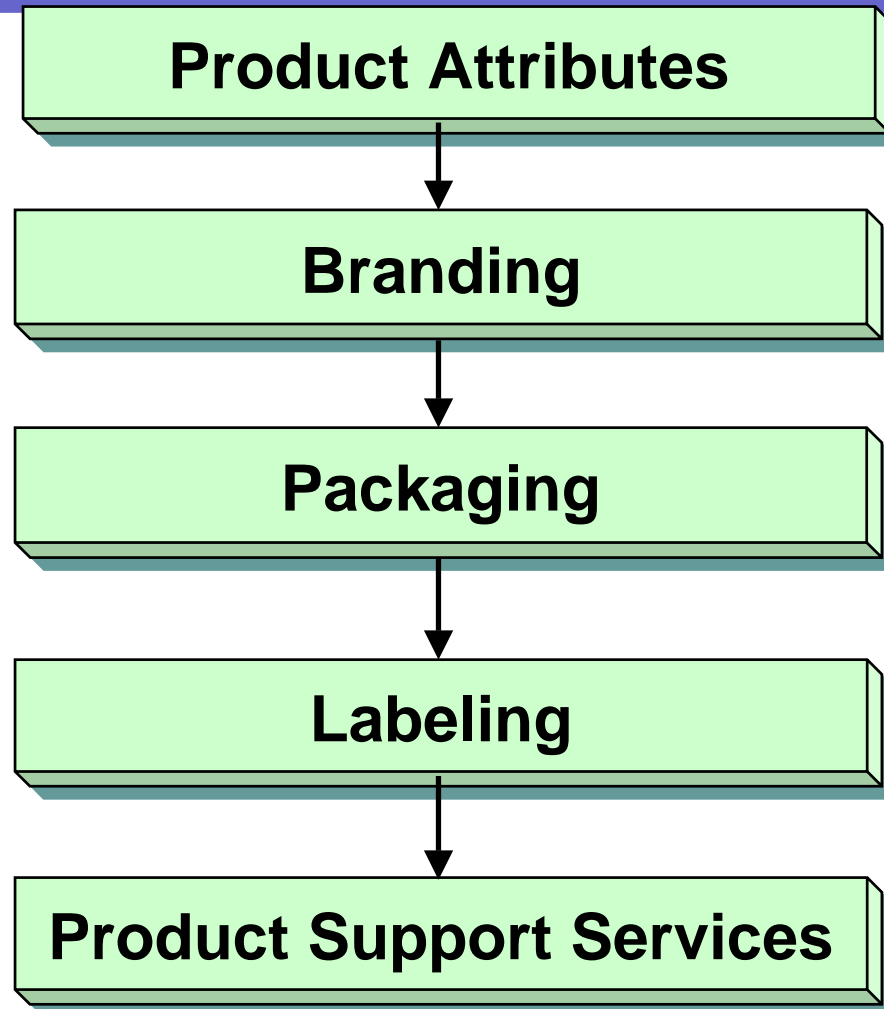 Product Attributes
Branding
Packaging
Labeling
Product Support Services